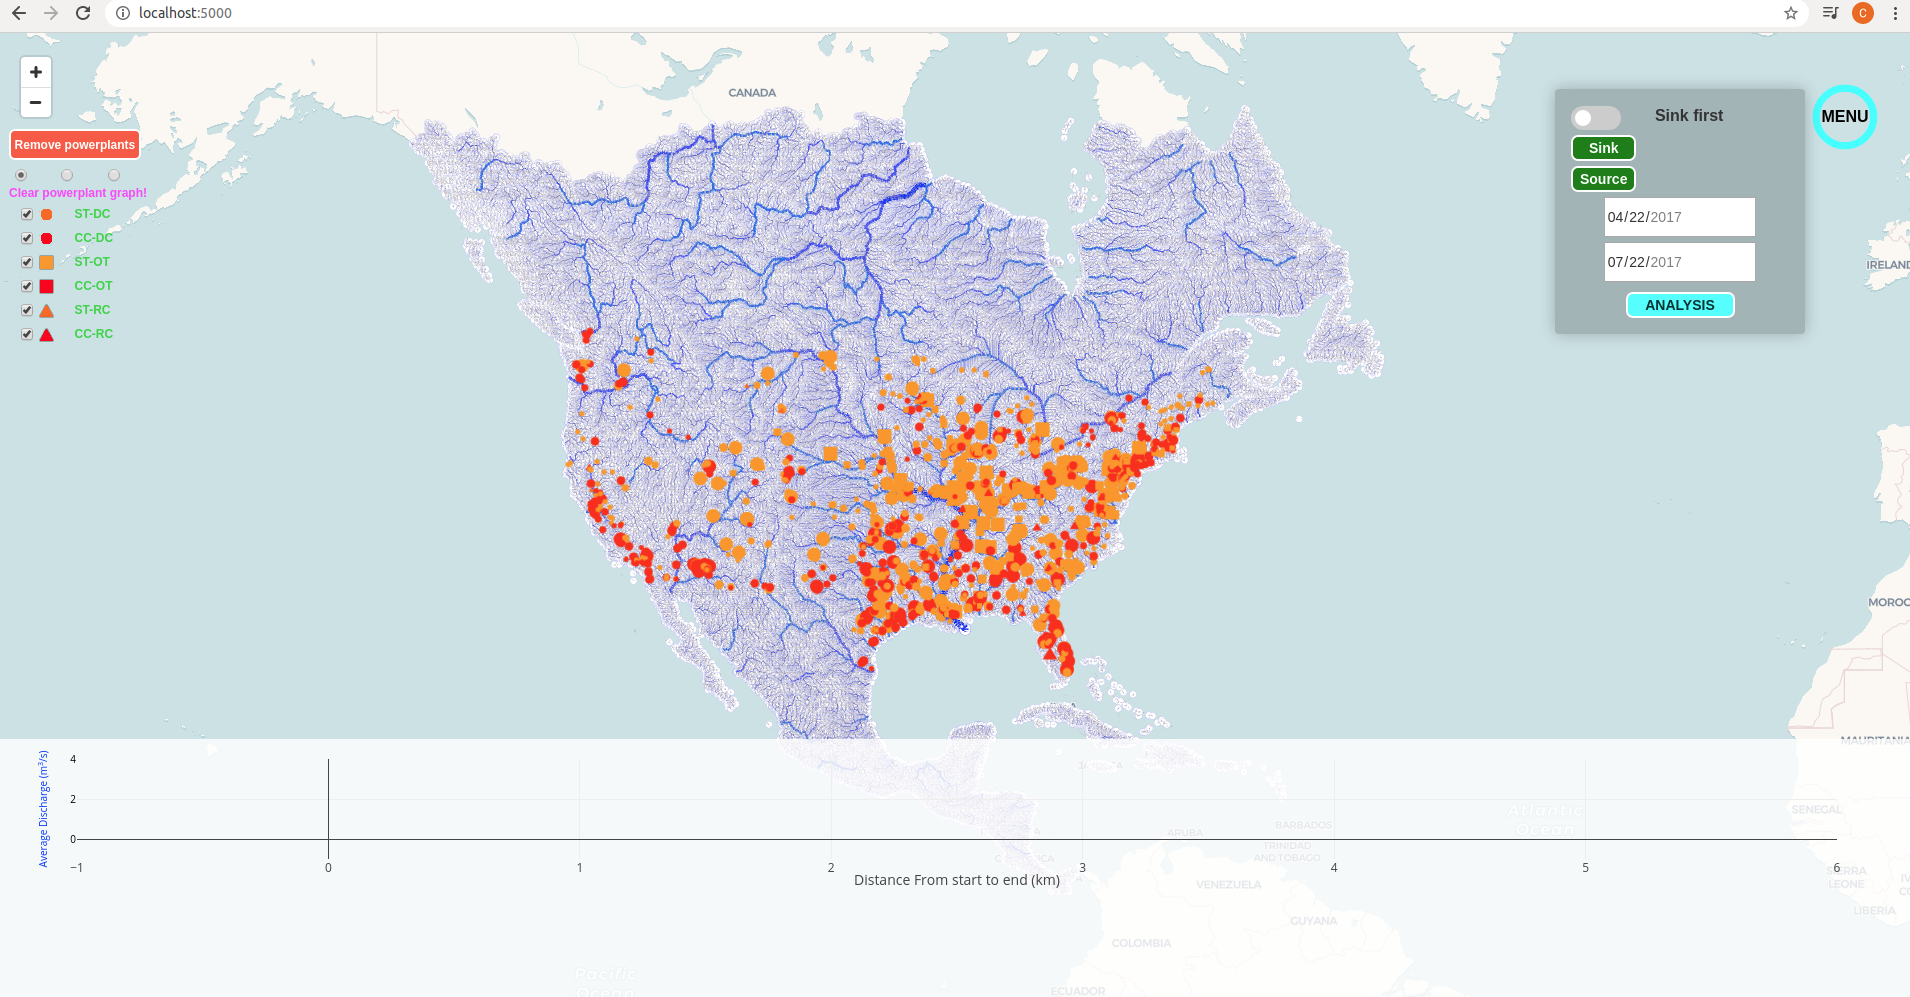 localhost:5000
C
+
−
CANADA
Sink first
MENU
Remove powerplants
Sink
Source
Clear powerplant graph!
ST-DC
CC-DC
ST-OT
CC-OT
ST-RC
CC-RC
04/22/2017
07/22/2017
ANALYSIS
IRELAND
MOROC
MAURITANIA
Average Discharge (m³/s)
4
2
0
−1
0
1
2
3
4
5
6
Distance From start to end (km)
Atlantic
Ocean
SENEGAL
ARUBA
BARBADOS
TRINIDAD
AND TOBAGO
VENEZUELA
SIERRA
LEONE
LIBERIA
GUYANA
COLOMBIA
Pacific
Ocean
ECUADOR